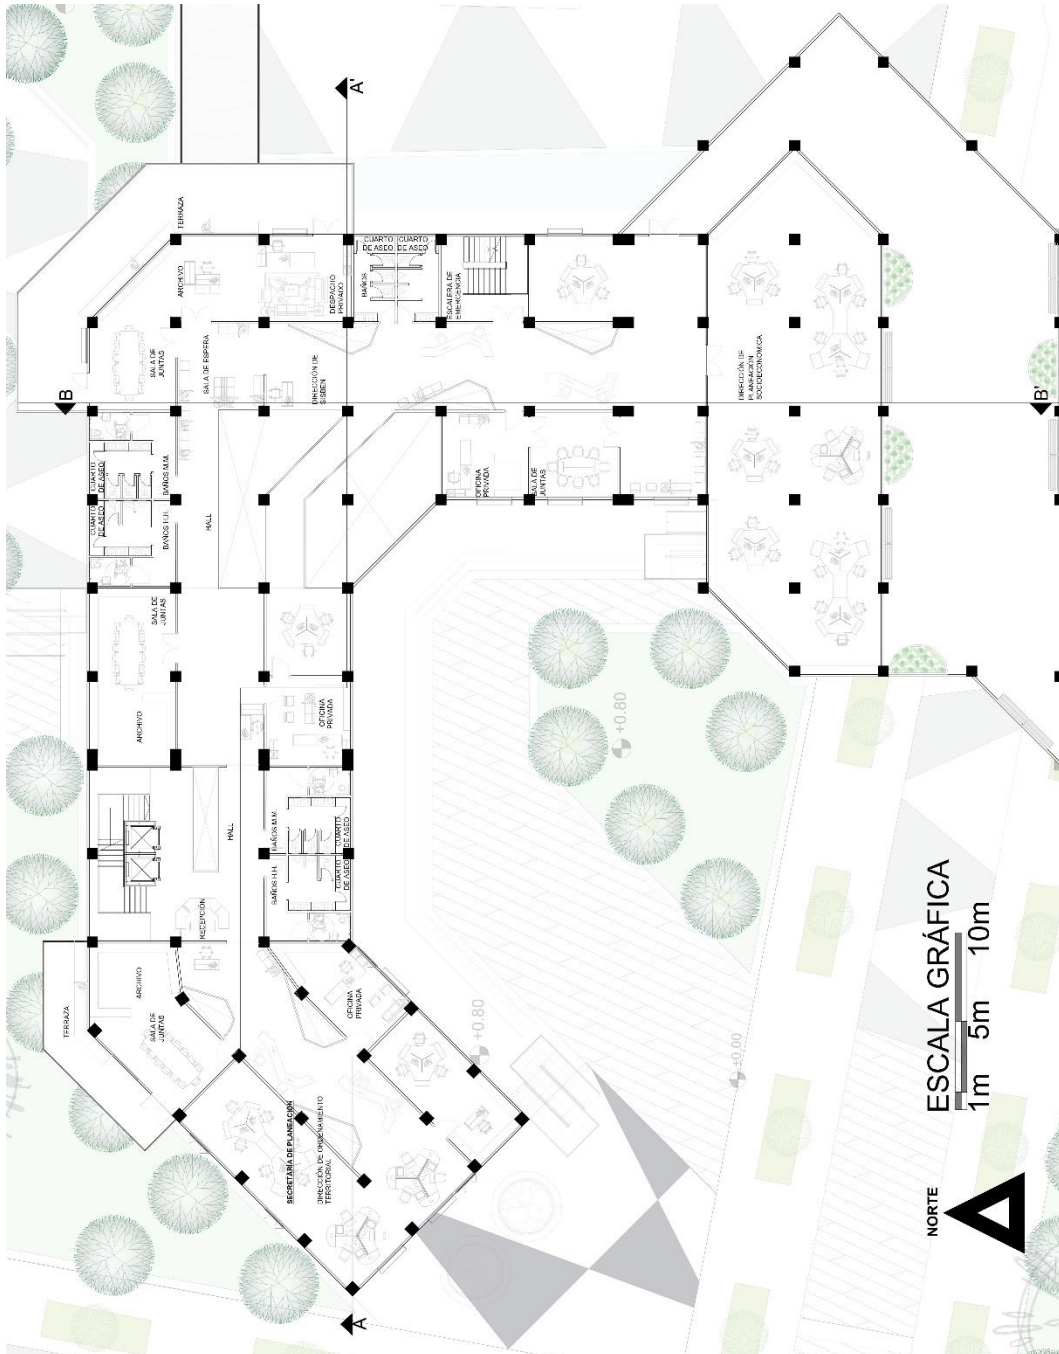 A'
TERRAZA
ARCHIVO
DESPACHO
PRIVADO
BAÑOS
CUARTO
DE ASEO
CUARTO
DE ASEO
ESCALERA DE
EMERGENCIA
SALA DE
JUNTAS
SALA DE ESPERA
DIRECCIÓN DE
SISBEN
DIRECCIÓN DE
PLANEACIÓN
SOCIOECONOMICA
B
B'
CUARTO
DE ASEO
BAÑOS M.M.
CUARTO
DE ASEO
BAÑOS H.H.
HALL
OFICINA
PRIVADA
SALA DE
JUNTAS
SALA DE
JUNTAS
ARCHIVO
OFICINA
PRIVADA
+0.80
HALL
BAÑOS M.M.
CUARTO
DE ASEO
BAÑOS H.H.
CUARTO
DE ASEO
RECEPCIÓN
ARCHIVO
SALA DE
JUNTAS
TERRAZA
OFICINA
PRIVADA
+0.80
±0.00
SECRETARÍA DE PLANEACIÓN
DIRECCIÓN DE ORDENAMIENTO
TERRITORIAL
A
ESCALA GRÁFICA
1m 5m 10m
NORTE